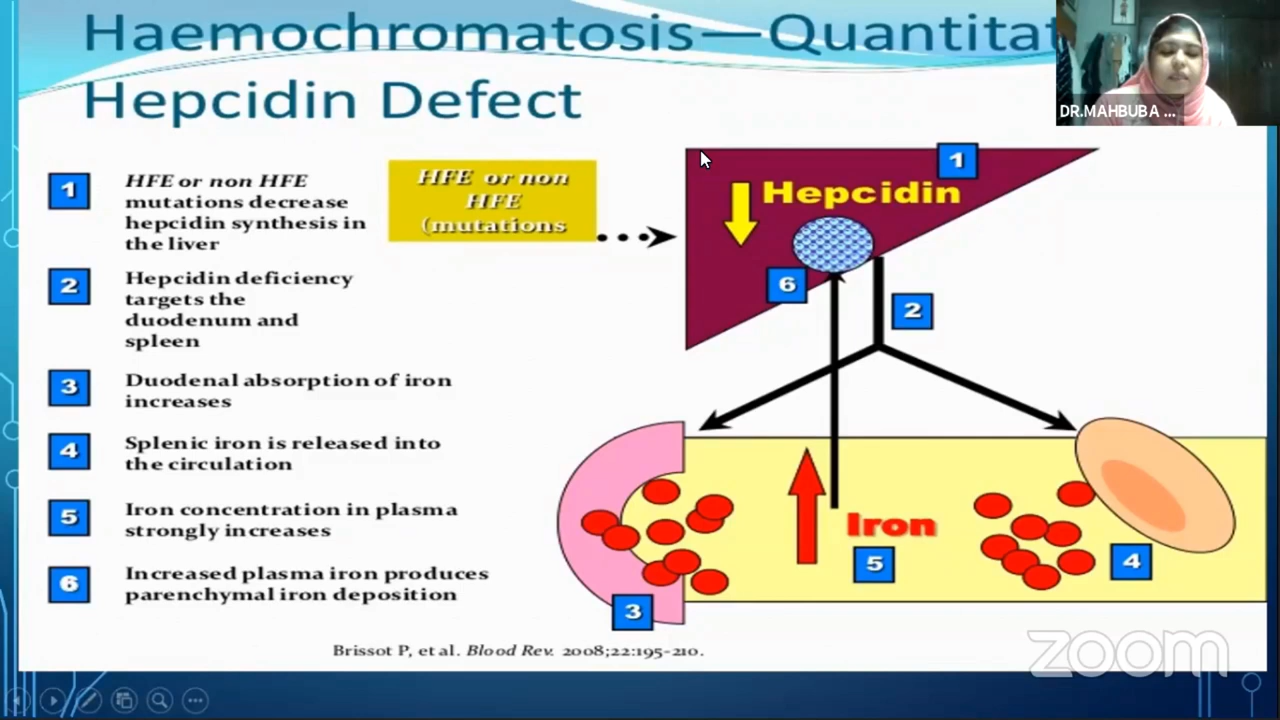 Haemochromatosis—Quantitat
Hepcidin Defect
DR.MAHBUBA ...
1
HFE or non HFE
mutations decrease
hepcidin synthesis in
the liver
2
Hepcidin deficiency
targets the
duodenum and
spleen
3
Duodenal absorption of iron
increases
4
Splenic iron is released into
the circulation
5
Iron concentration in plasma
strongly increases
6
Increased plasma iron produces
parenchymal iron deposition
HFE or non
HFE
(mutations
1
Hepcidin
6
2
Iron
5
4
3
Brissot P, et al. Blood Rev. 2008;22:195-210.
zoom